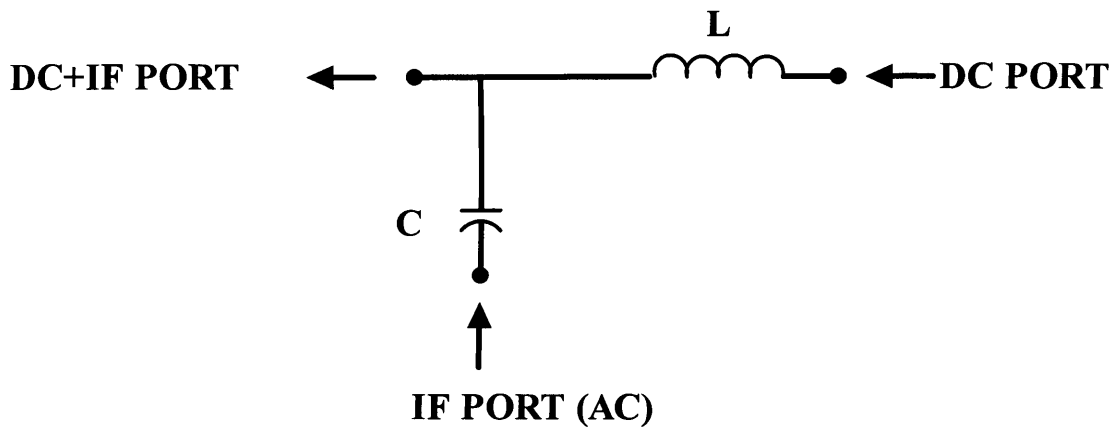 L
DC+IF PORT
DC PORT
C
IF PORT (AC)